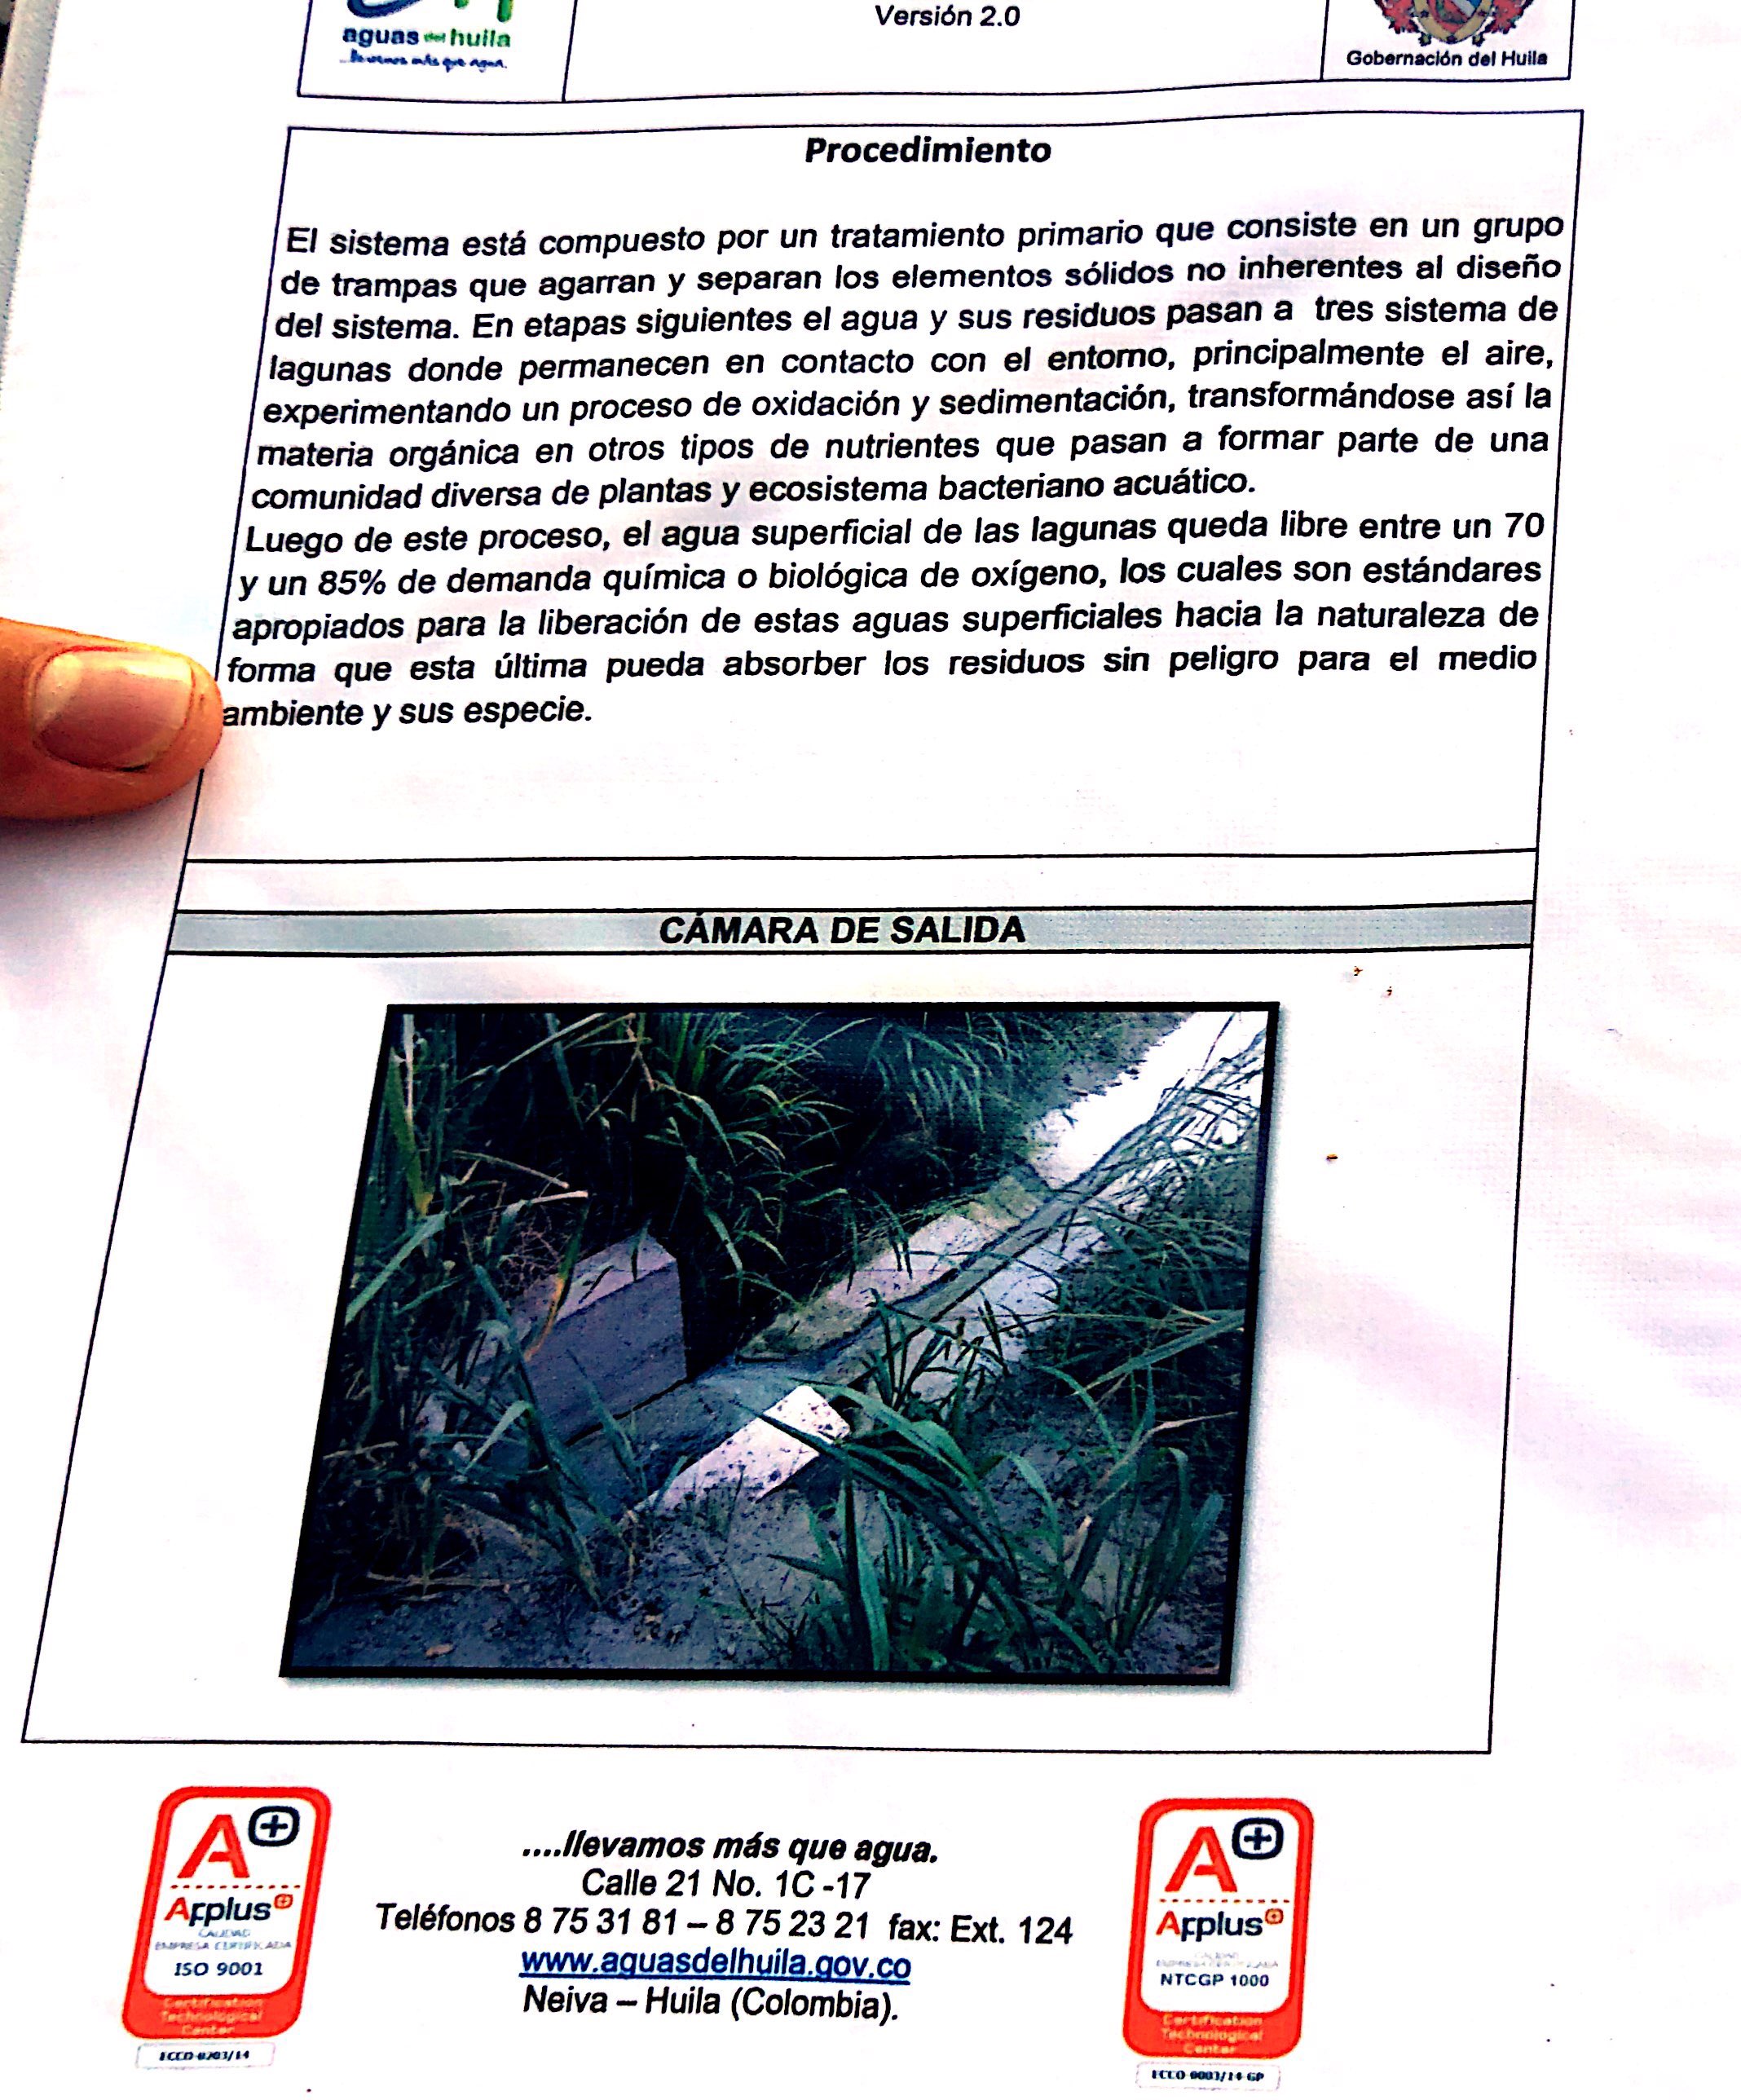 aguas del huila
...llevamos más que agua.
Versión 2.0
Gobernación del Huila
Procedimiento
El sistema está compuesto por un tratamiento primario que consiste en un grupo
de trampas que agarran y separan los elementos sólidos no inherentes al diseño
del sistema. En etapas siguientes el agua y sus residuos pasan a tres sistema de
lagunas donde permanecen en contacto con el entorno, principalmente el aire,
experimentando un proceso de oxidación y sedimentación, transformándose así la
materia orgánica en otros tipos de nutrientes que pasan a formar parte de una
comunidad diversa de plantas y ecosistema bacteriano acuático.
Luego de este proceso, el agua superficial de las lagunas queda libre entre un 70
y un 85% de demanda química o biológica de oxígeno, los cuales son estándares
apropiados para la liberación de estas aguas superficiales hacia la naturaleza de
forma que esta última pueda absorber los residuos sin peligro para el medio
ambiente y sus especie.
CÁMARA DE SALIDA
....llevamos más que agua.
Calle 21 No. 1C -17
Teléfonos 8 75 31 81 – 8 75 23 21 fax: Ext. 124
www.aguasdelhuila.gov.co
Neiva – Huila (Colombia).
A+
Applus+
CALIDAD
EMPRESA CERTIFICADA
ISO 9001
Certification
Technological
Center
ECCO-0203/14
A+
Applus+
CALIDAD
EMPRESA CERTIFICADA
NTCGP 1000
Certification
Technological
Center
ECCO-0003/14-GP